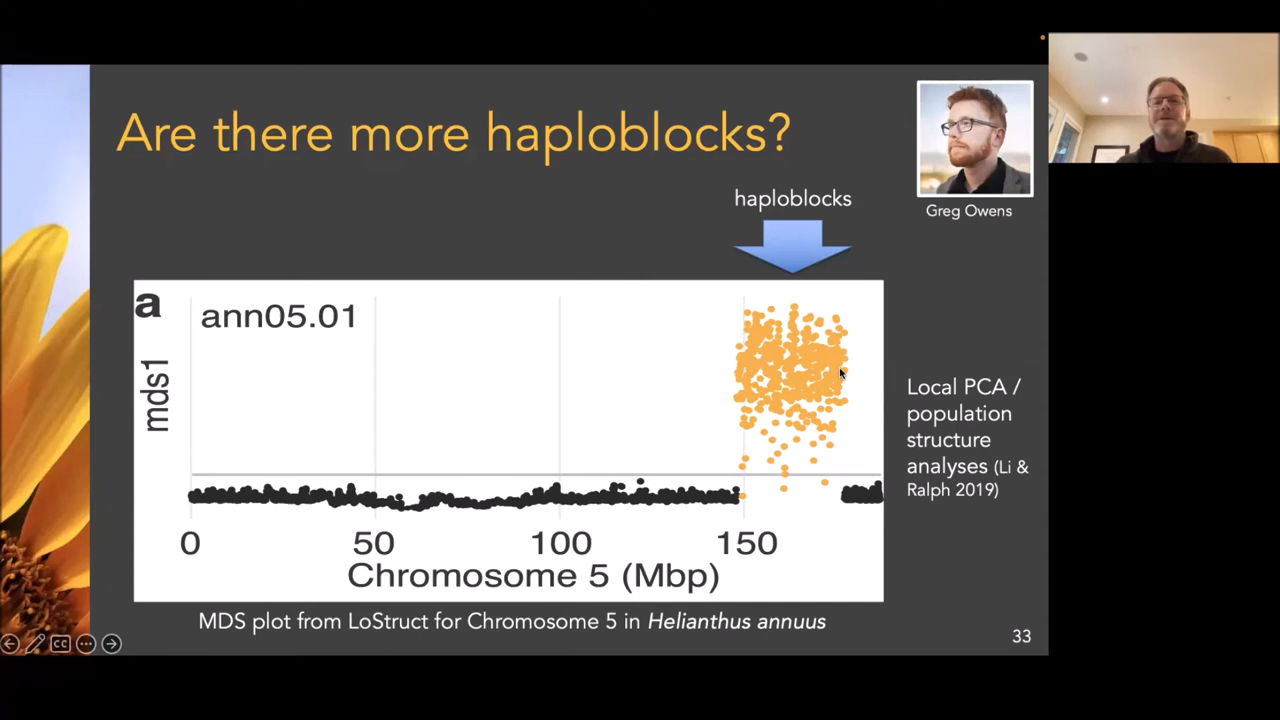 Are there more haploblocks?
haploblocks
Greg Owens
a
ann05.01
mds1
0 50 100 150
Chromosome 5 (Mbp)
Local PCA /
population
structure
analyses (Li &
Ralph 2019)
MDS plot from LoStruct for Chromosome 5 in Helianthus annuus
33
CC